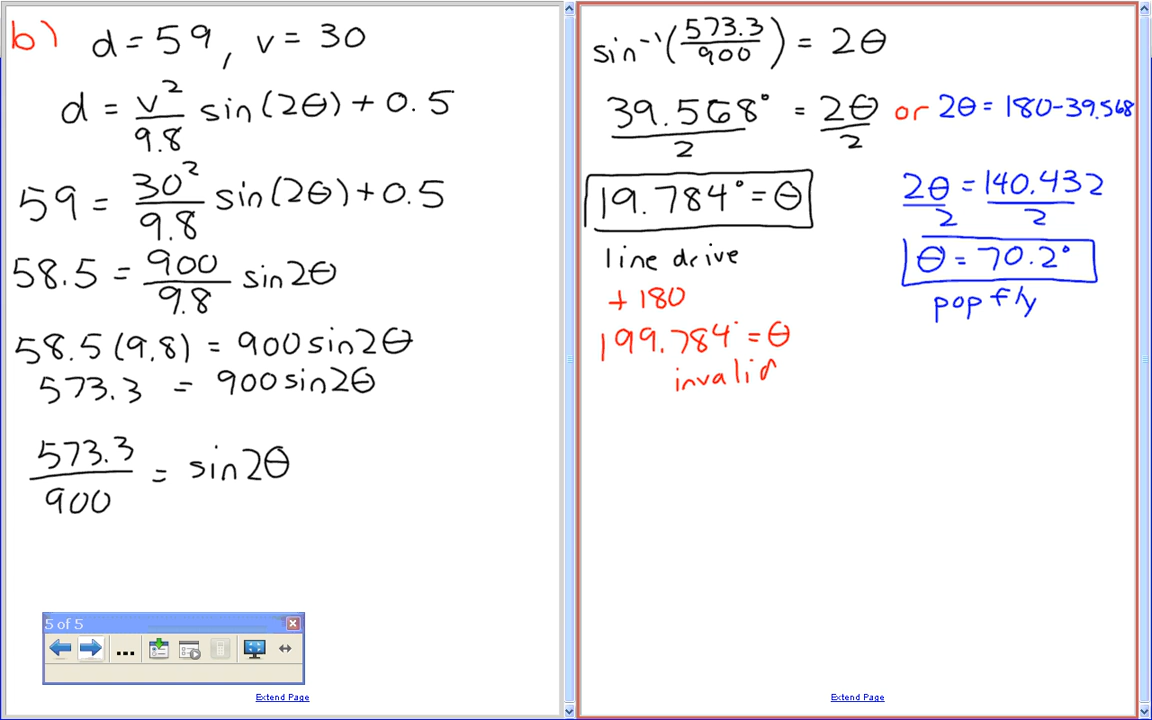 b) d = 59, v = 30
d = v²/9.8 sin(2θ) + 0.5
59 = 30²/9.8 sin(2θ) + 0.5
58.5 = 900/9.8 sin2θ
58.5(9.8) = 900sin2θ
573.3 = 900sin2θ
573.3/900 = sin2θ
5 of 5
...
Extend Page
sin⁻¹(573.3/900) = 2θ
39.568°/2 = 2θ/2 or 2θ = 180-39.568
19.784° = θ
line drive
+180
199.784° = θ
invalid
2θ/2 = 140.432/2
θ = 70.2°
pop fly
Extend Page